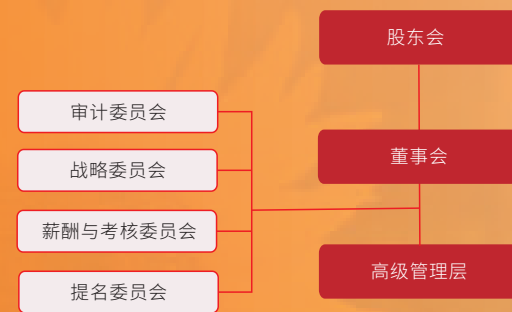 股东会
董事会
高级管理层
审计委员会
战略委员会
薪酬与考核委员会
提名委员会